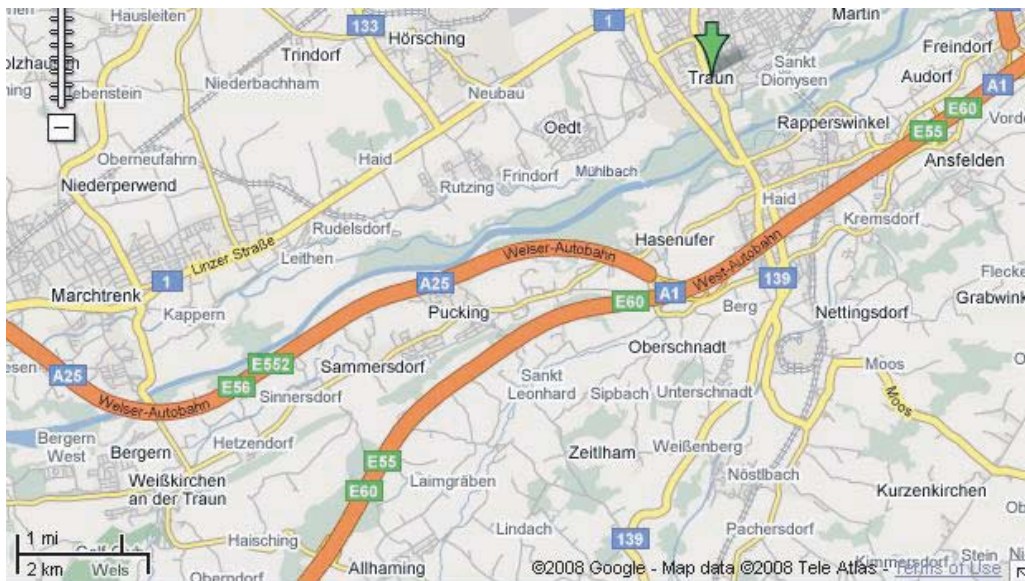 Hausleiten
133
1
Martin
Trindorf
Hörsching
Freindorf
Traun
Sankt
Dionysen
Audorf
Niederbachham
Neubau
A1
E60
Oedt
Rapperswinkel
E55
Ansfelden
Oberneufahrn
Haid
Mühlbach
Frindorf
Niederperwend
Rutzing
Haid
Kremsdorf
Rudelsdorf
Hasenufer
Linzer Straße
Leithen
Welser-Autobahn
West-Autobahn
1
A25
A1
139
Marchtrenk
E60
Berg
Kappern
Pucking
Nettingsdorf
Oberschnadt
E552
Sammersdorf
A25
E56
Sankt
Leonhard
Sipbach
Unterschnadt
Moos
Sinnersdorf
Welser-Autobahn
Moos
Bergern
West
Hetzendorf
Bergern
Zeitlham
Weißenberg
E55
Weißkirchen
an der Traun
Laimgräben
Nöstlbach
E60
Kurzenkirchen
Lindach
Pachersdorf
1 mi
Haisching
139
2 km
Wels
Allhaming
Oberndorf
©2008 Google - Map data ©2008 Tele Atlas - Terms of Use